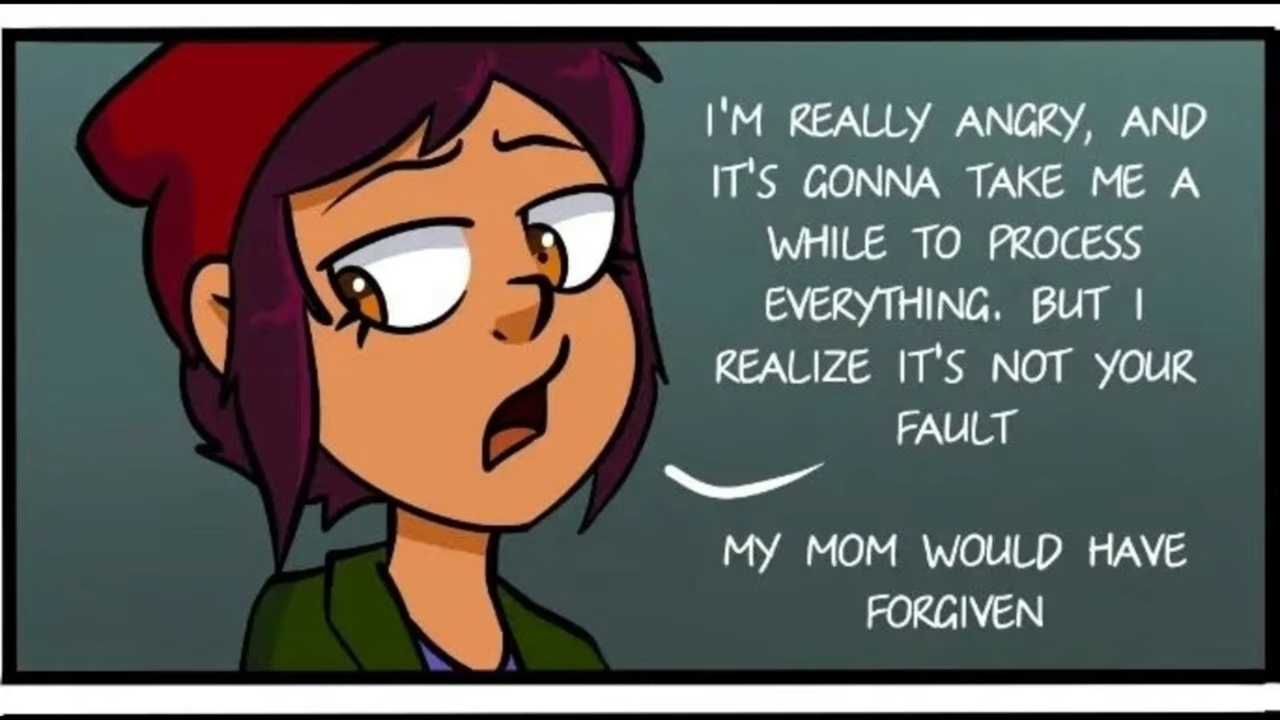 I'M REALLY ANGRY, AND
IT'S GONNA TAKE ME A
WHILE TO PROCESS
EVERYTHING. BUT I
REALIZE IT'S NOT YOUR
FAULT
MY MOM WOULD HAVE
FORGIVEN